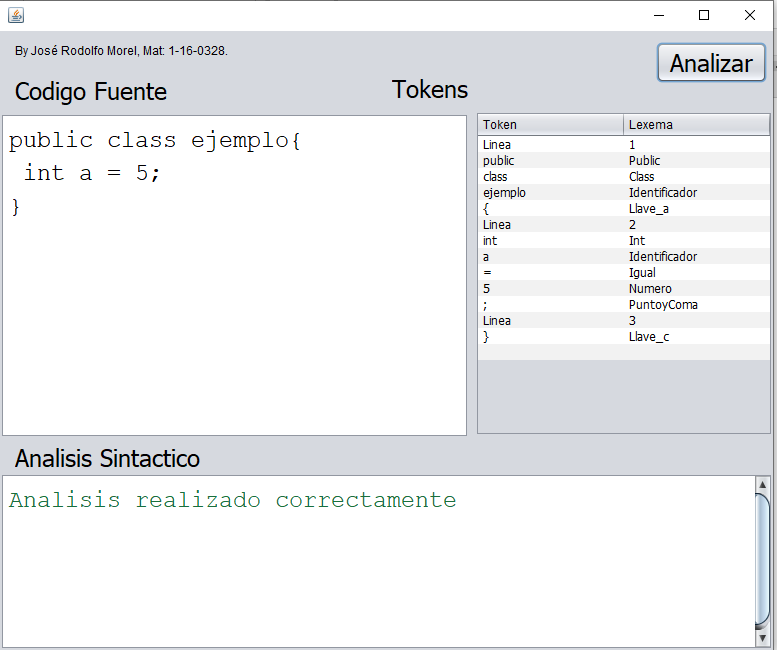 By José Rodolfo Morel, Mat: 1-16-0328.
Analizar
Codigo Fuente
Tokens
public class ejemplo{
int a = 5;
}
Token Lexema
Linea 1
public Public
class Class
ejemplo Identificador
{ Llave_a
Linea 2
int Int
a Identificador
= Igual
5 Numero
; PuntoyComa
Linea 3
} Llave_c
Analisis Sintactico
Analisis realizado correctamente